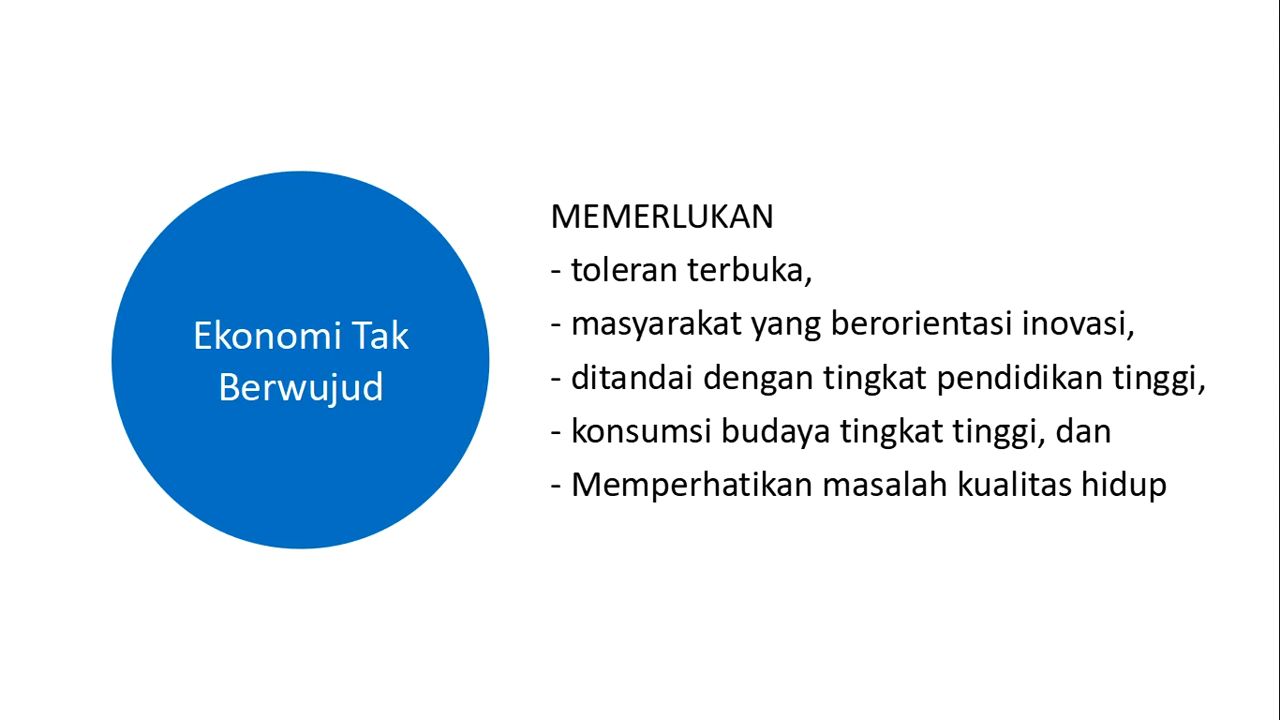 Ekonomi Tak
Berwujud
MEMERLUKAN
- toleran terbuka,
- masyarakat yang berorientasi inovasi,
- ditandai dengan tingkat pendidikan tinggi,
- konsumsi budaya tingkat tinggi, dan
- Memperhatikan masalah kualitas hidup